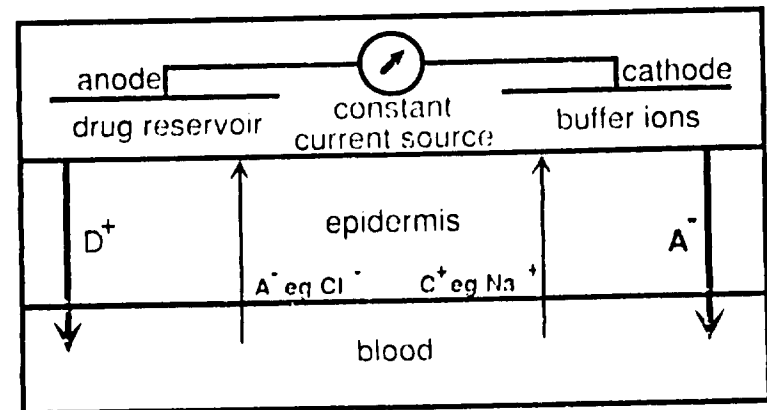 anode
cathode
drug reservoir
constant
current source
buffer ions
D+
epidermis
A-
A- eg Cl-
C+ eg Na+
blood